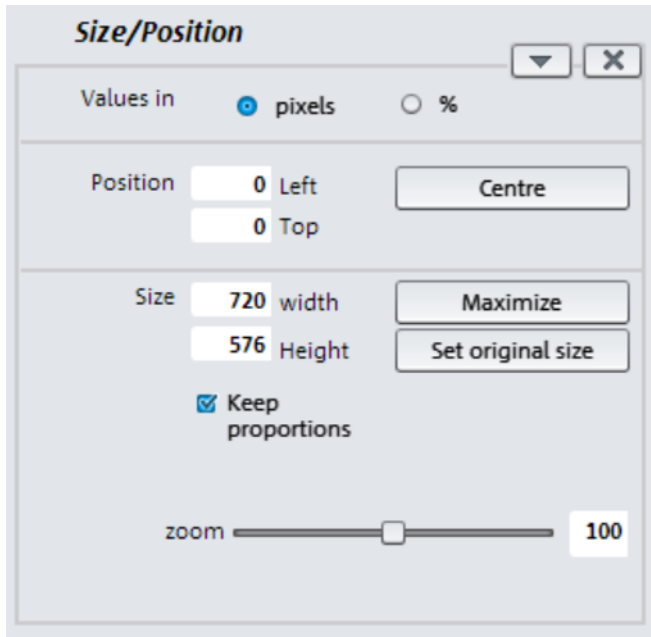 Size/Position
Values in pixels %
Position 0 Left Centre
0 Top
Size 720 width Maximize
576 Height Set original size
Keep
proportions
zoom 100